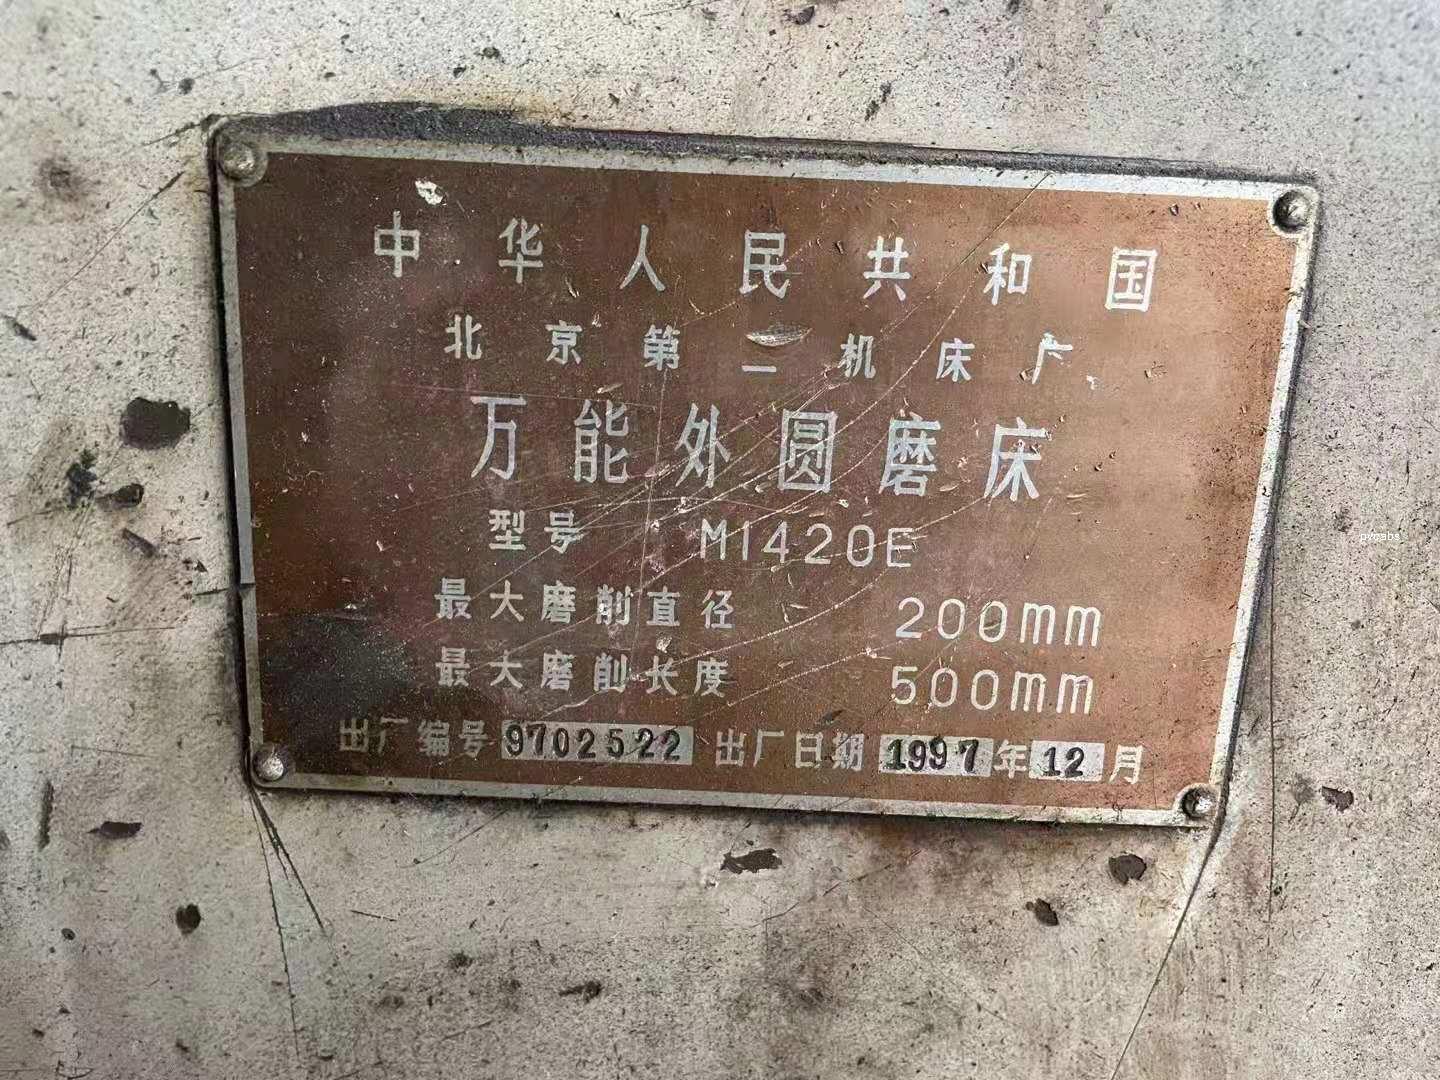 中华人民共和国
北京第二机床厂
万能外圆磨床
型号 M1420E
最大磨削直径 200mm
最大磨削长度 500mm
出厂编号 9702522 出厂日期 1997年12月
pycabs